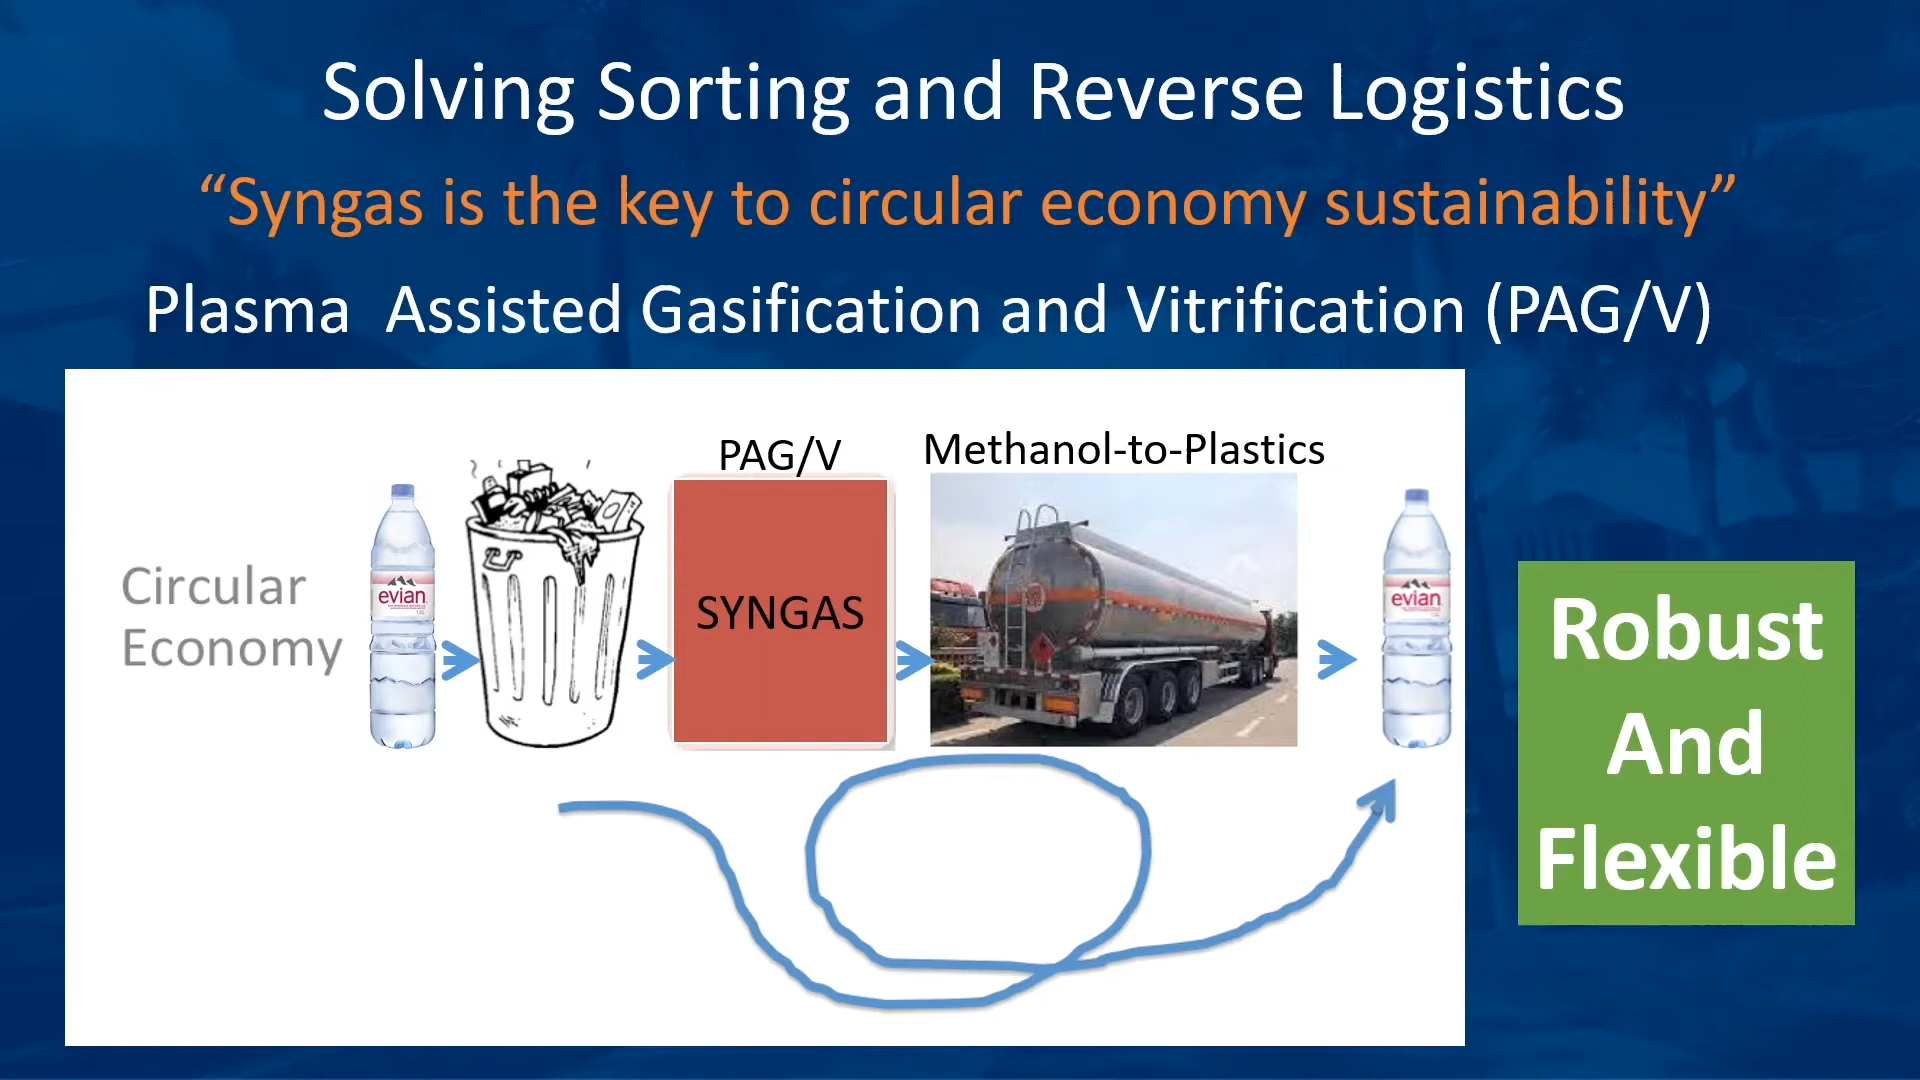 Solving Sorting and Reverse Logistics
“Syngas is the key to circular economy sustainability”
Plasma Assisted Gasification and Vitrification (PAG/V)
PAG/V
Methanol-to-Plastics
Circular
Economy
evian
SYNGAS
evian
Robust
And
Flexible